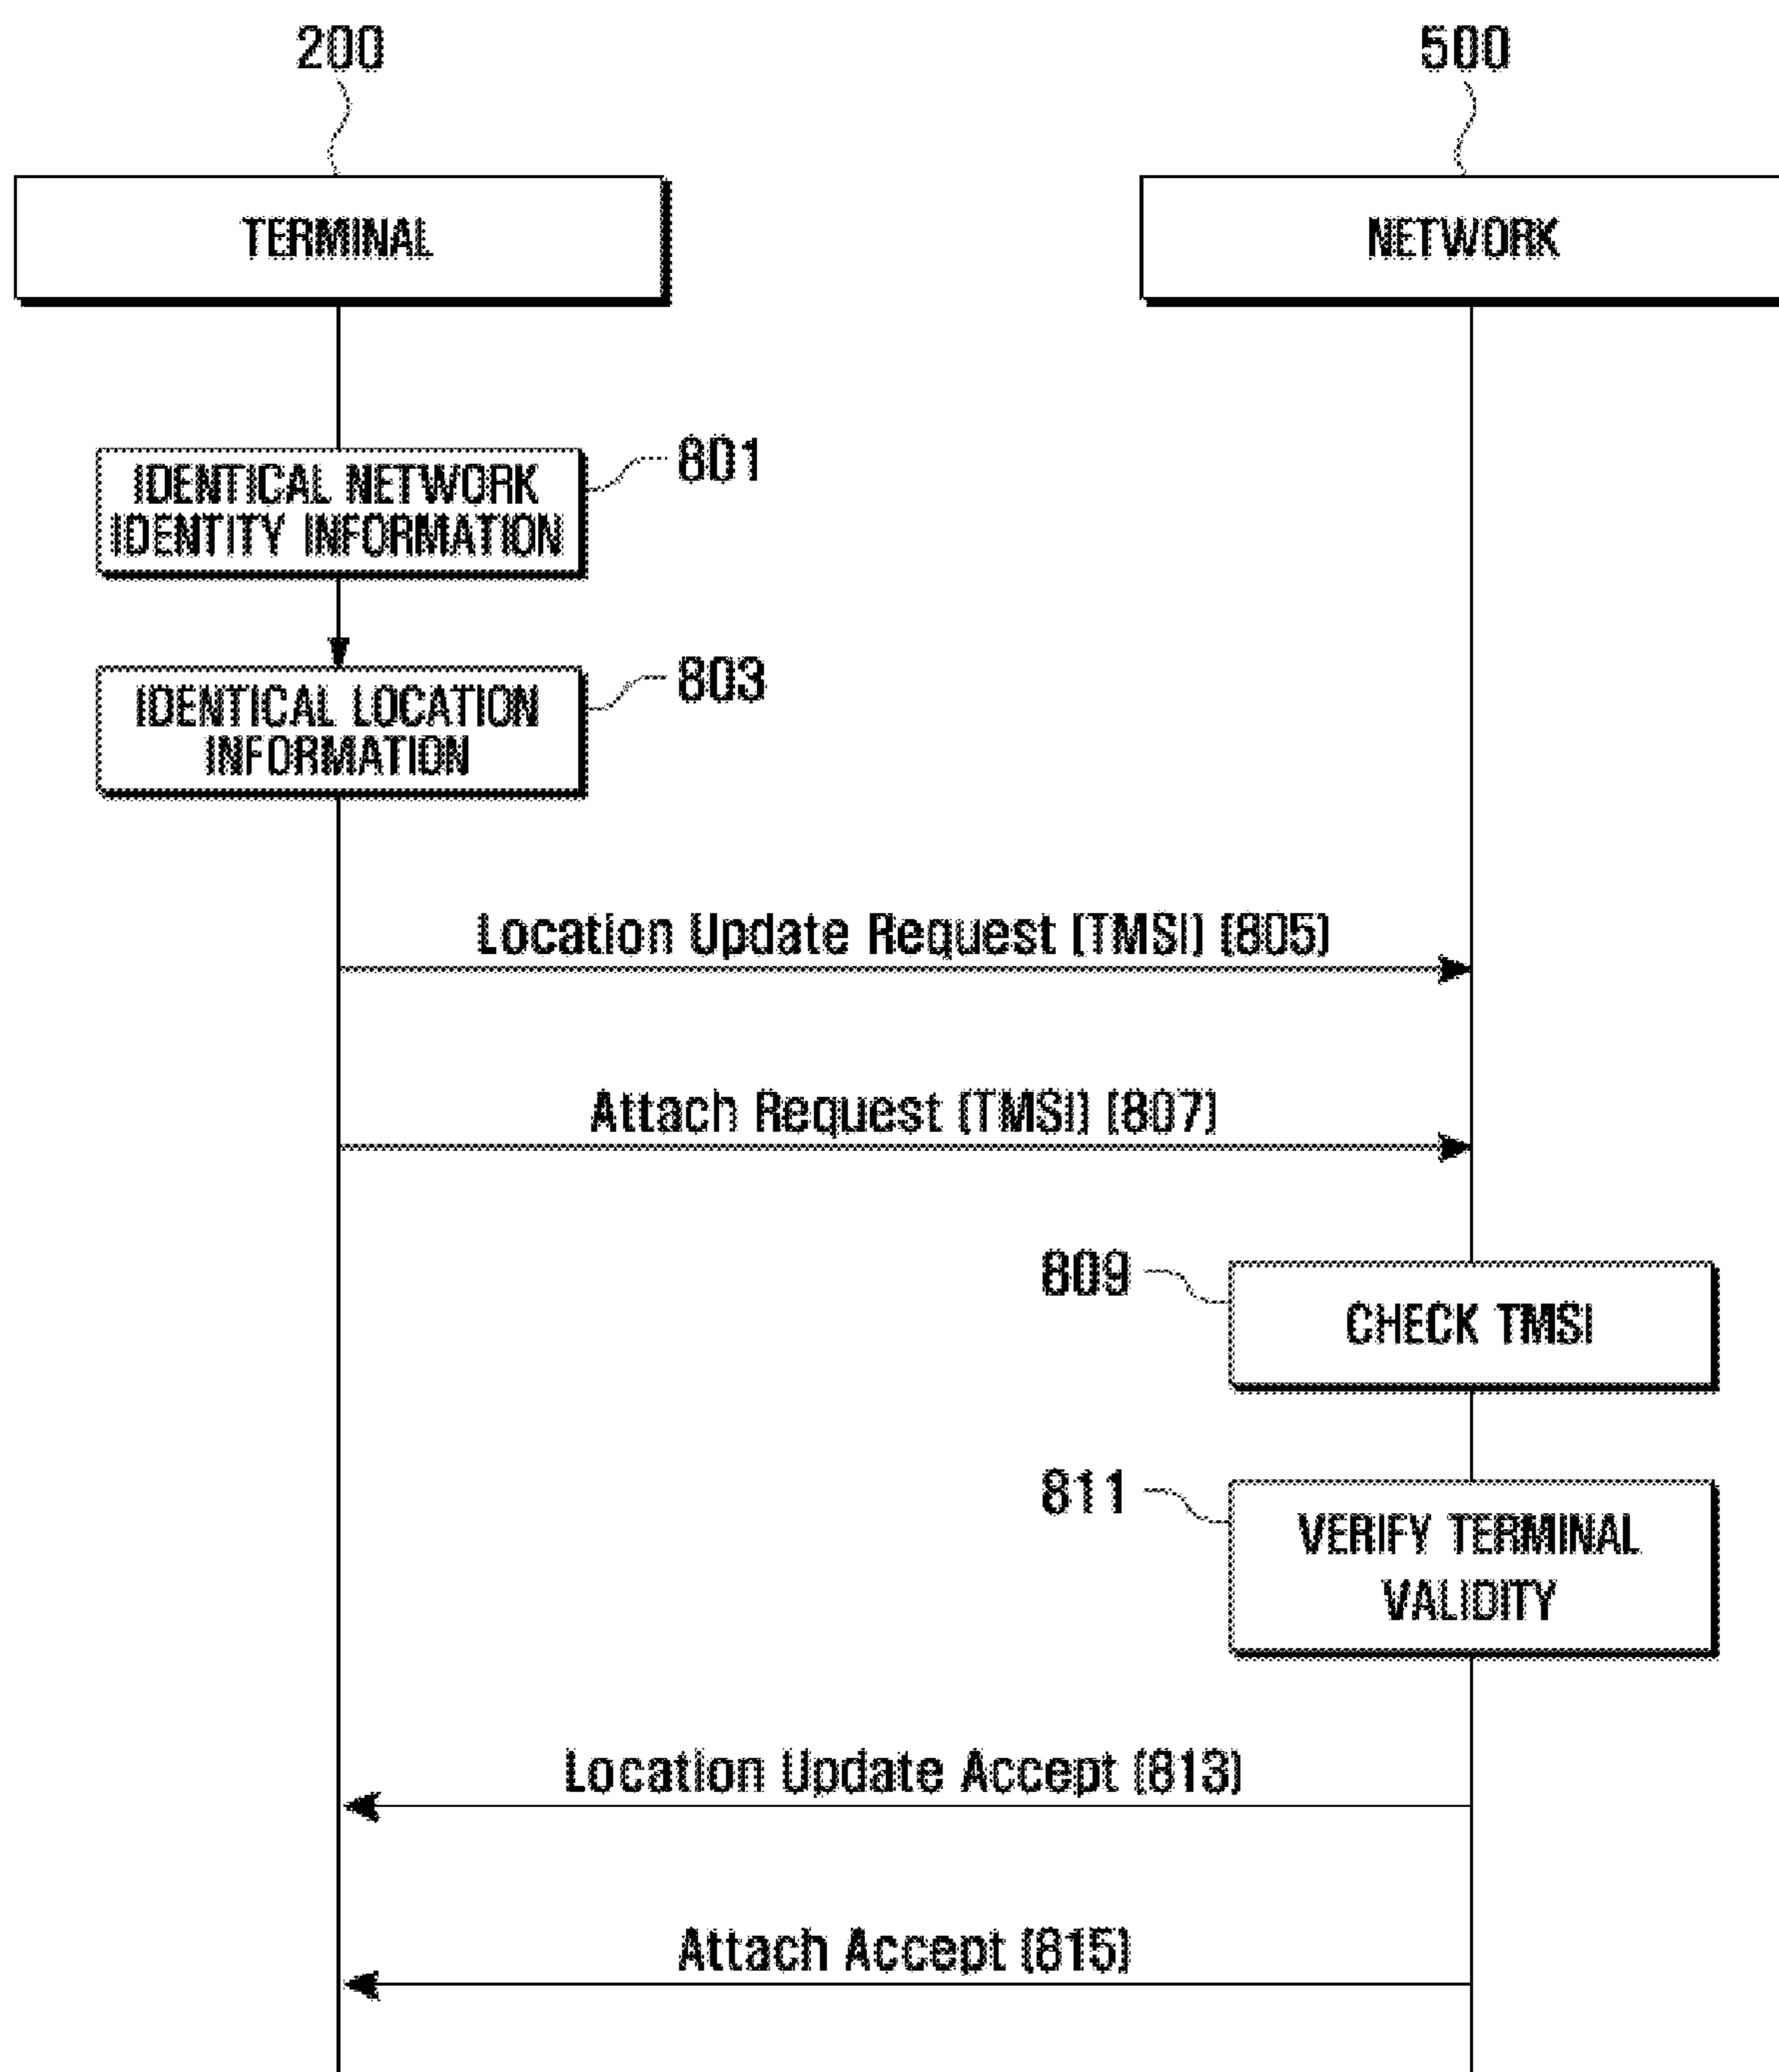 200
500
TERMINAL
NETWORK
IDENTICAL NETWORK
IDENTITY INFORMATION
801
IDENTICAL LOCATION
INFORMATION
803
Location Update Request (TMSI) (805)
Attach Request (TMSI) (807)
809
CHECK TMSI
811
VERIFY TERMINAL
VALIDITY
Location Update Accept (813)
Attach Accept (815)